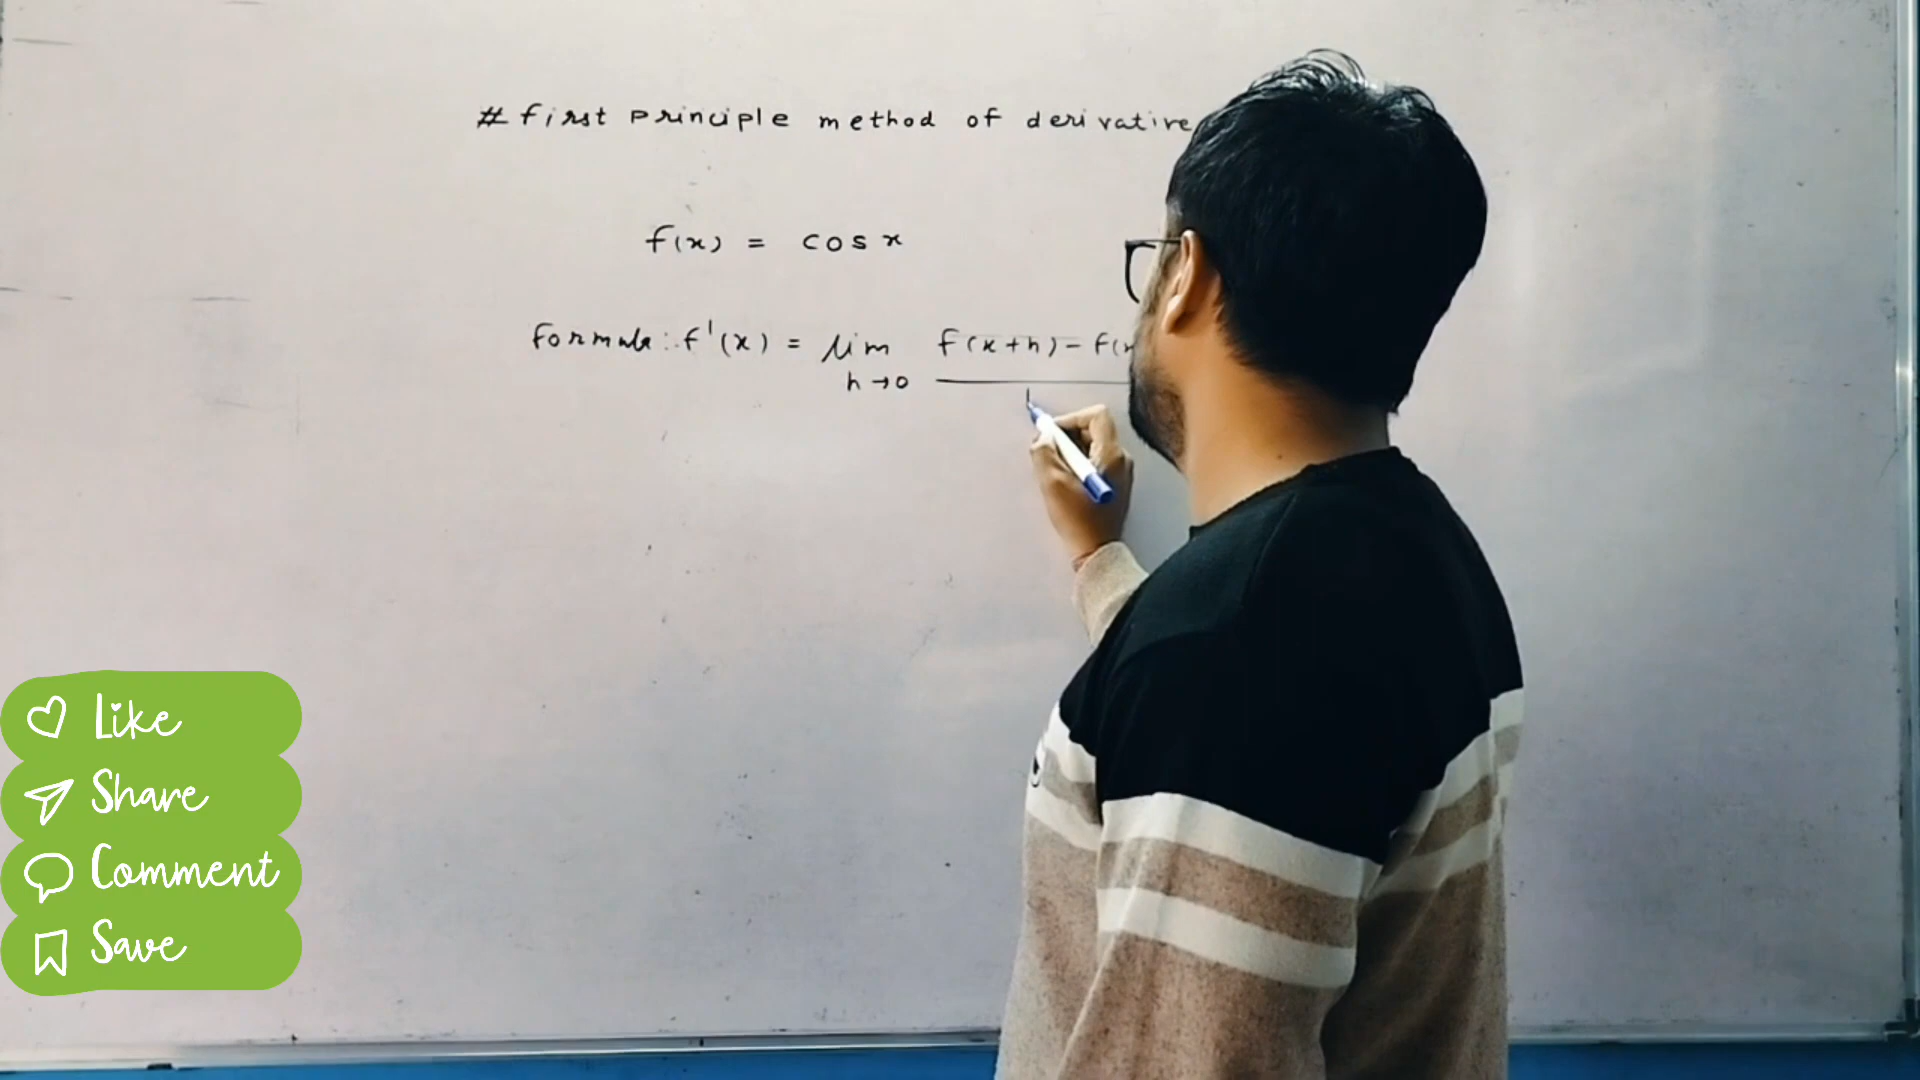 # first principle method of derivative
f(x) = cos x
Formula: f'(x) = lim f(x+h) - f(x
h→0
Like
Share
Comment
Save